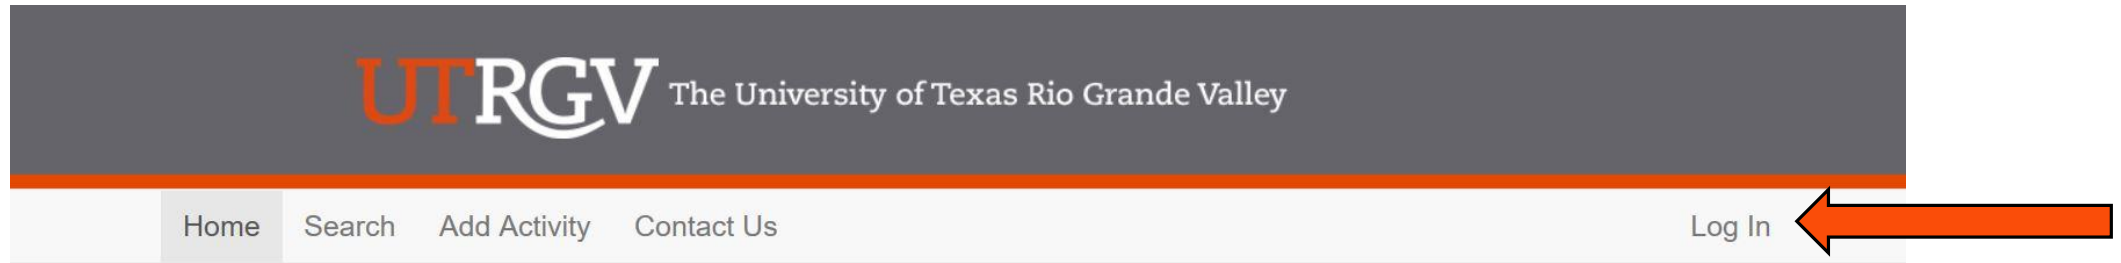 UTRGV The University of Texas Rio Grande Valley
Home Search Add Activity Contact Us Log In